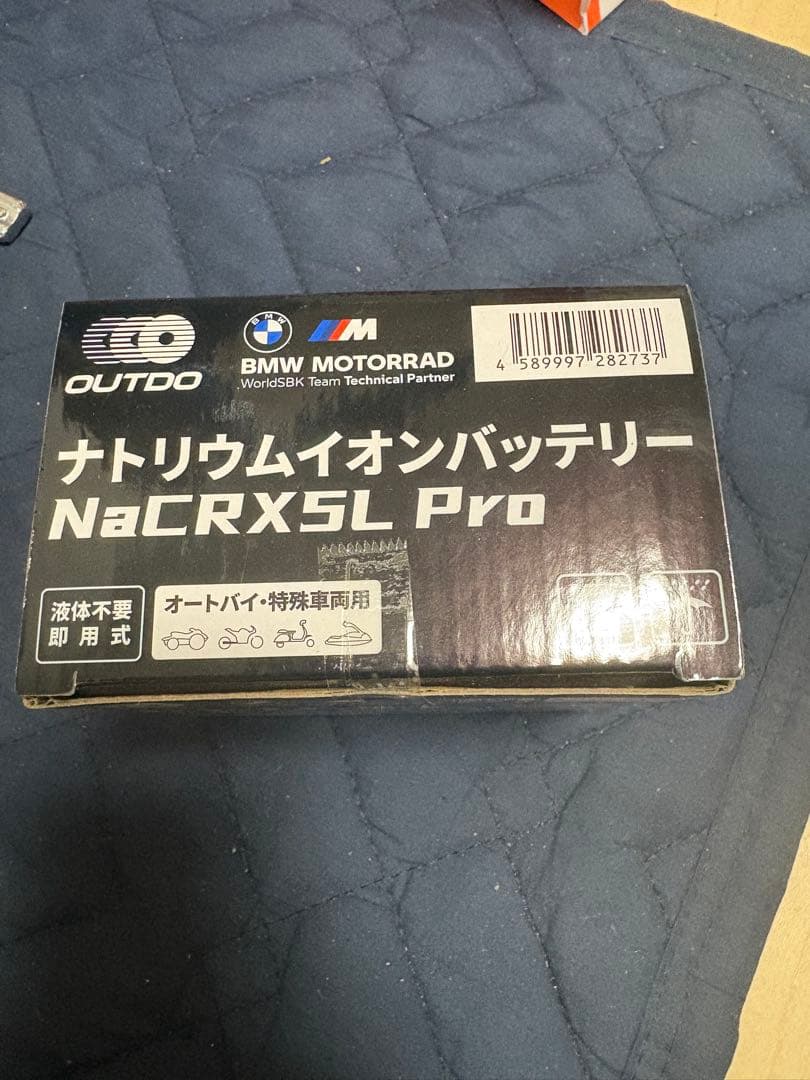 OUTDO
BMW
M
BMW MOTORRAD
WorldSBK Team Technical Partner
4 589997 282737
ナトリウムイオンバッテリー
NaCRX5L Pro
液体不要
即用式
オートバイ・特殊車両用